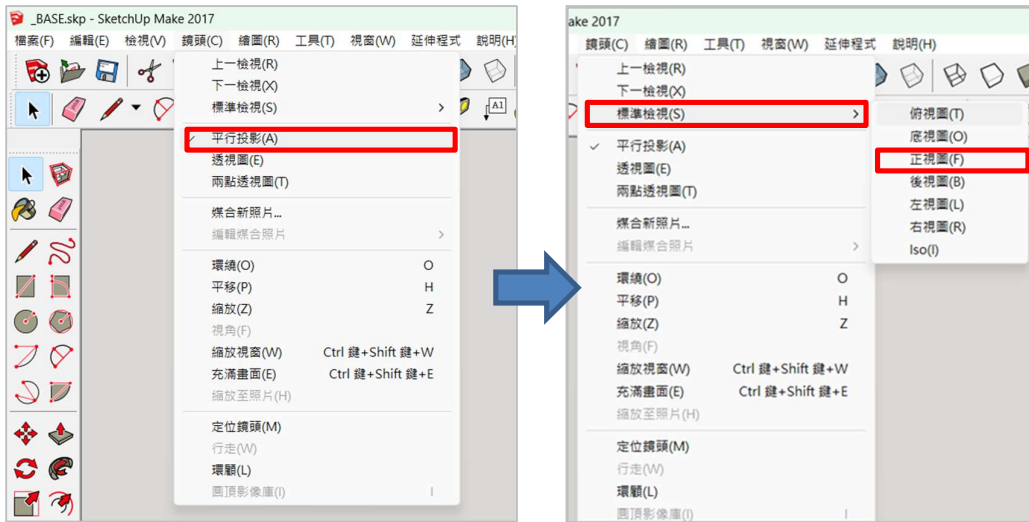 _BASE.skp - SketchUp Make 2017
檔案(F) 編輯(E) 檢視(V) 鏡頭(C) 繪圖(R) 工具(T) 視窗(W) 延伸程式 說明(H)
上一檢視(R)
下一檢視(X)
標準檢視(S)
平行投影(A)
透視圖(E)
兩點透視圖(T)
媒合新照片...
編輯媒合照片
環繞(O) O
平移(P) H
縮放(Z) Z
視角(F)
縮放視窗(W) Ctrl 鍵+Shift 鍵+W
充滿畫面(E) Ctrl 鍵+Shift 鍵+E
縮放至照片(H)
定位鏡頭(M)
行走(W)
環顧(L)
圓頂影像庫(I) I
A1
ake 2017
鏡頭(C) 繪圖(R) 工具(T) 視窗(W) 延伸程式 說明(H)
上一檢視(R)
下一檢視(X)
標準檢視(S)
平行投影(A)
透視圖(E)
兩點透視圖(T)
媒合新照片...
編輯媒合照片
環繞(O) O
平移(P) H
縮放(Z) Z
視角(F)
縮放視窗(W) Ctrl 鍵+Shift 鍵+W
充滿畫面(E) Ctrl 鍵+Shift 鍵+E
縮放至照片(H)
定位鏡頭(M)
行走(W)
環顧(L)
圓頂影像庫(I) I
俯視圖(T)
底視圖(O)
正視圖(F)
後視圖(B)
左視圖(L)
右視圖(R)
Iso(I)